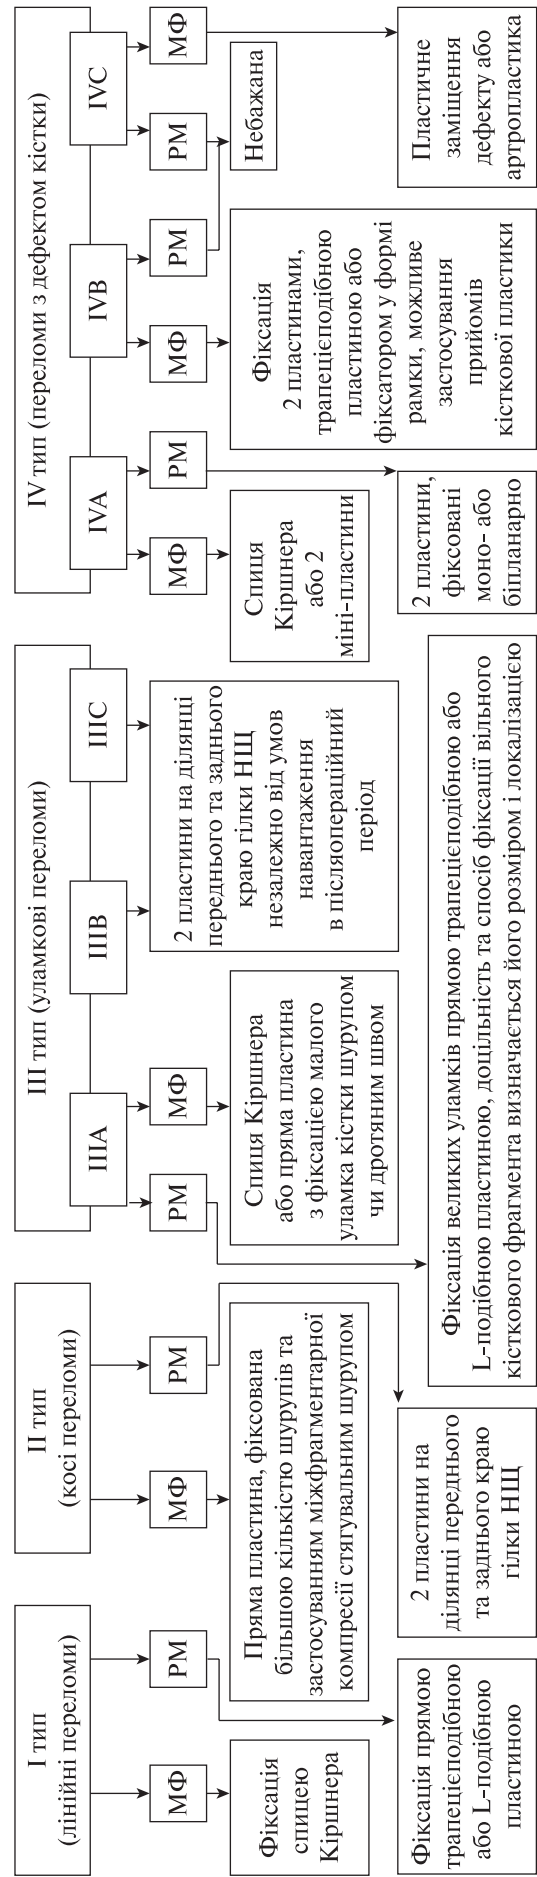 I тип
(лінійні переломи)
МФ
РМ
Фіксація
спицею
Кіршнера
Фіксація прямою
трапецієподібною
або L-подібною
пластиною
II тип
(косі переломи)
МФ
РМ
Пряма пластина, фіксована
більшою кількістю шурупів та
застосуванням міжфрагментарної
компресії стягувальним шурупом
2 пластини на
ділянці переднього
та заднього краю
гілки НЩ
III тип (уламкові переломи)
IIIA
IIIB
IIIC
РМ
МФ
Спиця Кіршнера
або пряма пластина
з фіксацією малого
уламка кістки шурупом
чи дротяним швом
2 пластини на ділянці
переднього та заднього
краю гілки НЩ
незалежно від умов
навантаження
в післяопераційний
період
Фіксація великих уламків прямою трапецієподібною або
L-подібною пластиною, доцільність та спосіб фіксації вільного
кісткового фрагмента визначається його розміром і локалізацією
IV тип (переломи з дефектом кістки)
IVA
IVB
IVC
МФ
РМ
МФ
РМ
РМ
МФ
Спиця
Кіршнера
або 2
міні-пластини
Фіксація
2 пластинами,
трапецієподібною
пластиною або
фіксатором у формі
рамки, можливе
застосування
прийомів
кісткової пластики
Небажана
2 пластини,
фіксовані
моно- або
біпланарно
Пластичне
заміщення
дефекту або
артропластика